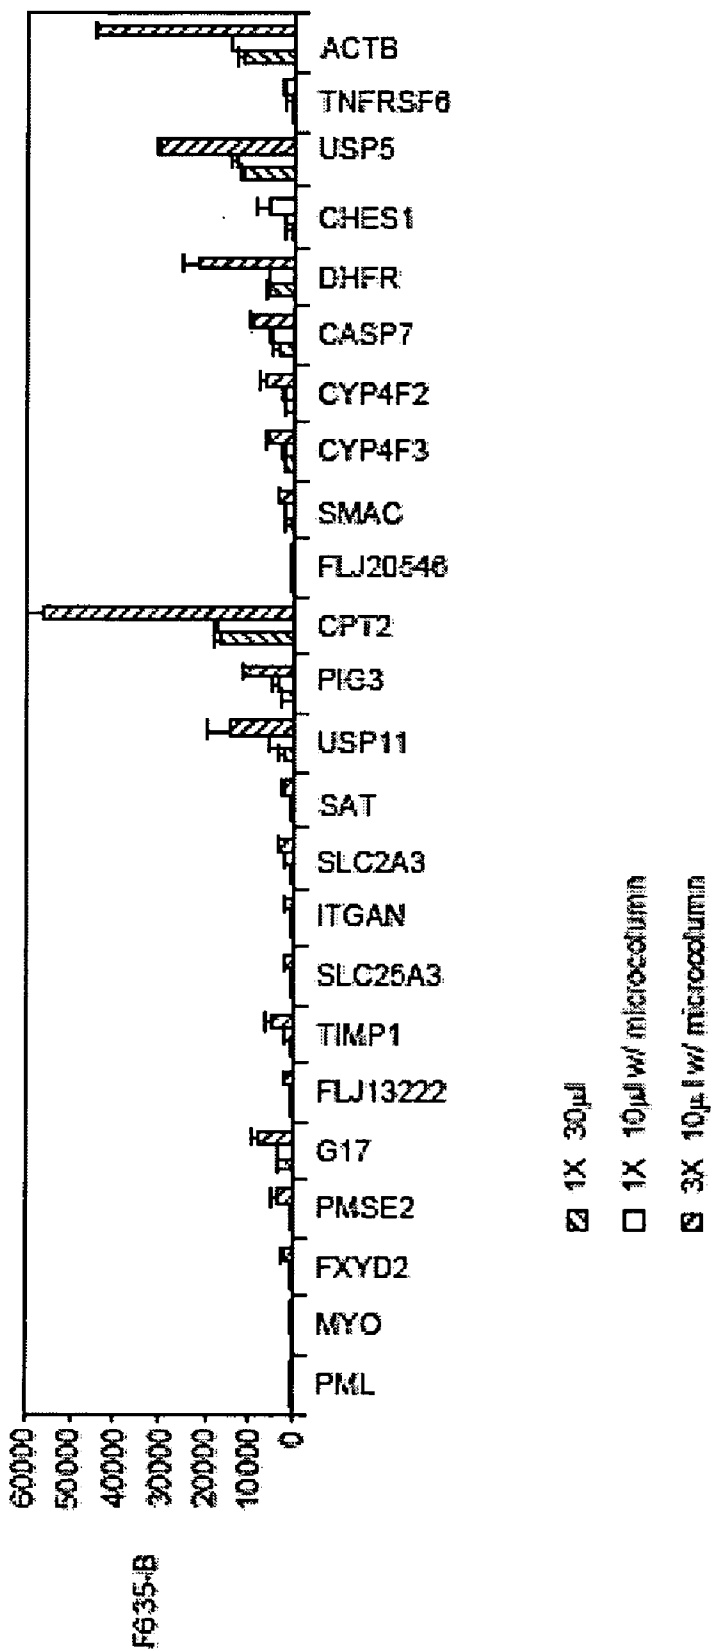 F635-B
60000
50000
40000
30000
20000
10000
0
PML
MYO
FXYD2
PMSE2
G17
FLJ13222
TIMP1
SLC25A3
ITGAN
SLC2A3
SAT
USP11
PIG3
CPT2
FLJ20546
SMAC
CYP4F3
CYP4F2
CASP7
DHFR
CHES1
USP5
TNFRSF6
ACTB
1X 30µl
1X 10µl w/ microcolumn
3X 10µl w/ microcolumn